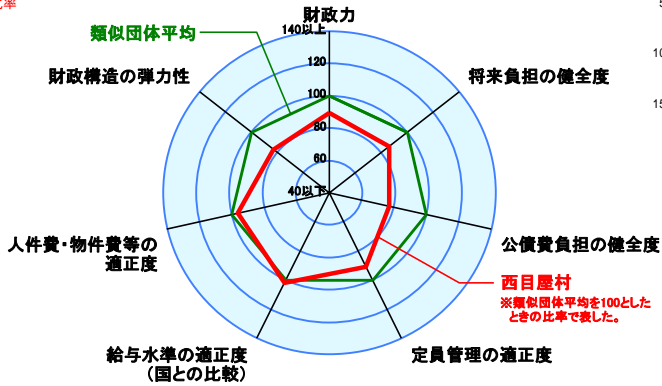 比率
財政力
140以上
120
100
80
60
40以下
類似団体平均
財政構造の弾力性
将来負担の健全度
人件費・物件費等の
適正度
公債費負担の健全度
西目屋村
※類似団体平均を100とした
ときの比率で表した。
給与水準の適正度
（国との比較）
定員管理の適正度
5
10
15